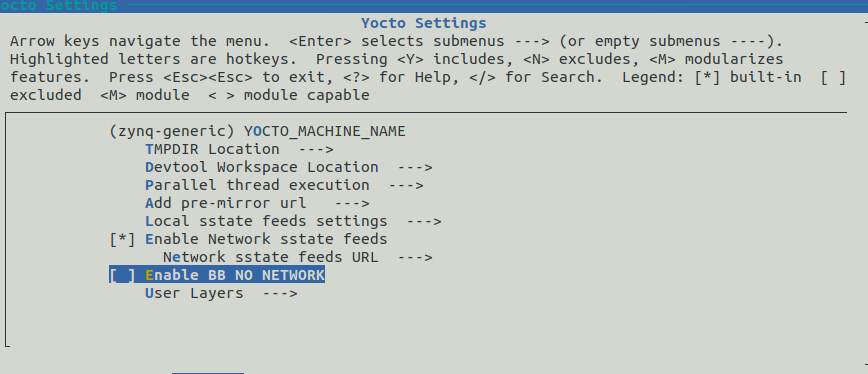 octo Settings
Yocto Settings
Arrow keys navigate the menu.  <Enter> selects submenus ---> (or empty submenus ----).
Highlighted letters are hotkeys.  Pressing <Y> includes, <N> excludes, <M> modularizes
features.  Press <Esc><Esc> to exit, <?> for Help, </> for Search.  Legend: [*] built-in  [ ]
excluded  <M> module  < > module capable
(zynq-generic) YOCTO_MACHINE_NAME
TMPDIR Location  --->
Devtool Workspace Location  --->
Parallel thread execution  --->
Add pre-mirror url   --->
Local sstate feeds settings  --->
[*] Enable Network sstate feeds
Network sstate feeds URL  --->
[ ] Enable BB NO NETWORK
User Layers  --->